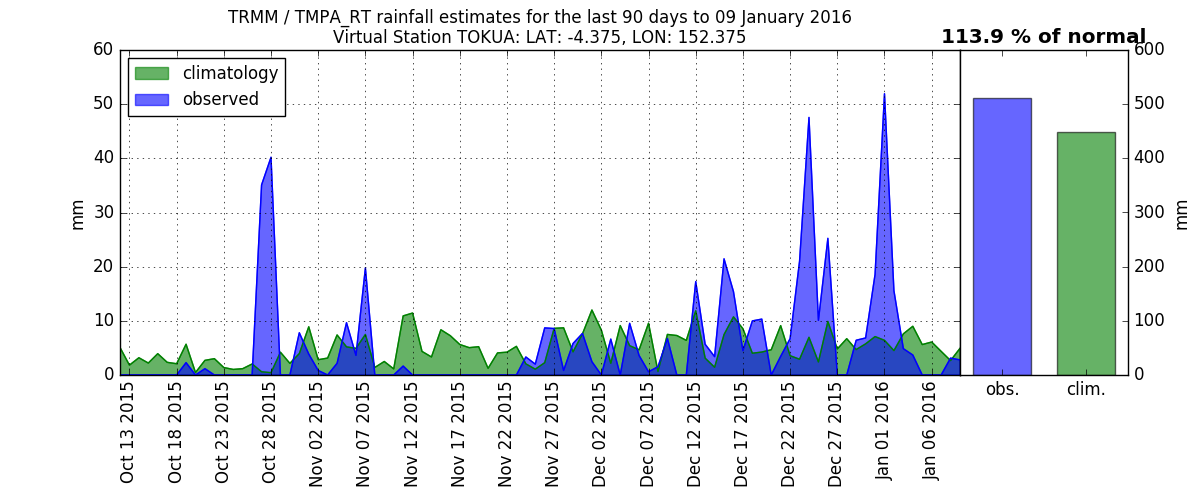 TRMM / TMPA_RT rainfall estimates for the last 90 days to 09 January 2016
Virtual Station TOKUA: LAT: -4.375, LON: 152.375
113.9 % of normal
climatology
observed
60
50
40
30
20
10
0
mm
600
500
400
300
200
100
0
mm
Oct 13 2015
Oct 18 2015
Oct 23 2015
Oct 28 2015
Nov 02 2015
Nov 07 2015
Nov 12 2015
Nov 17 2015
Nov 22 2015
Nov 27 2015
Dec 02 2015
Dec 07 2015
Dec 12 2015
Dec 17 2015
Dec 22 2015
Dec 27 2015
Jan 01 2016
Jan 06 2016
obs.
clim.